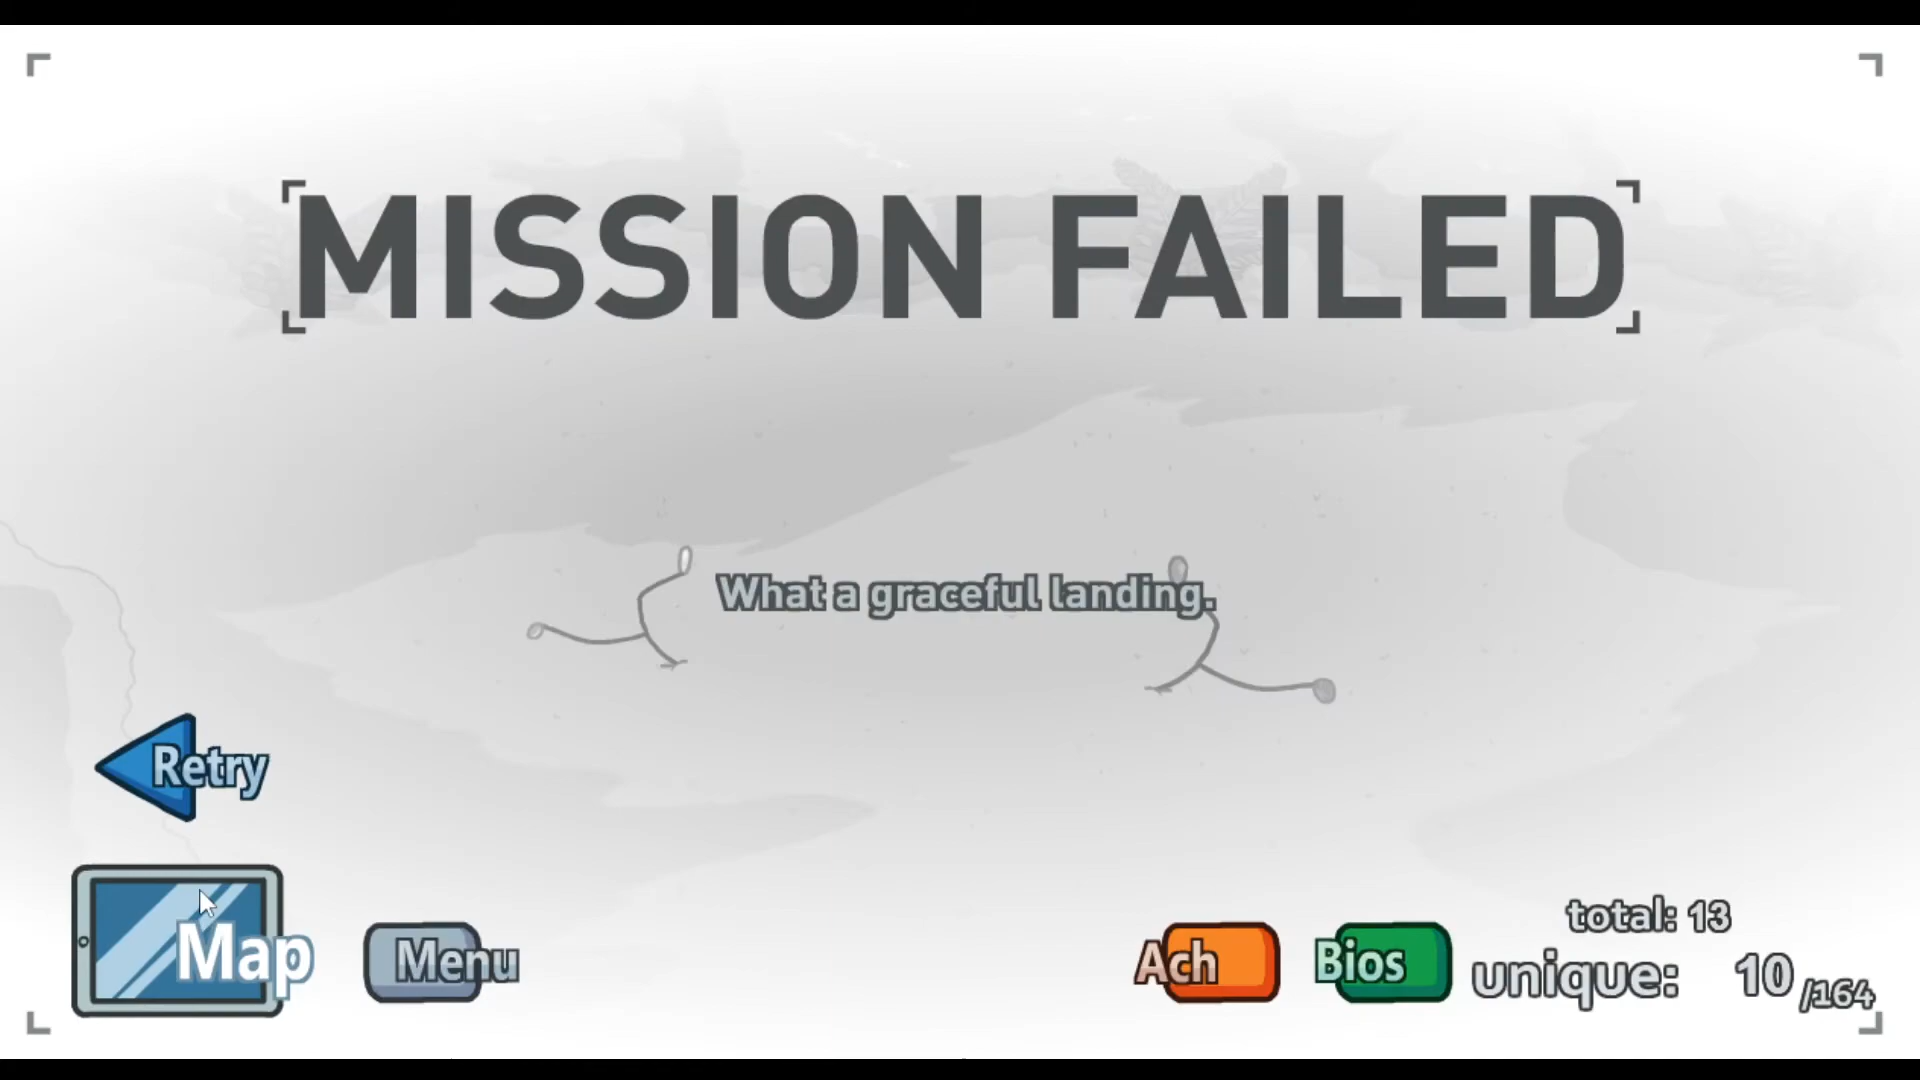 MISSION FAILED
What a graceful landing.
Retry
Map
Menu
Ach
Bios
total: 13
unique: 10 /164